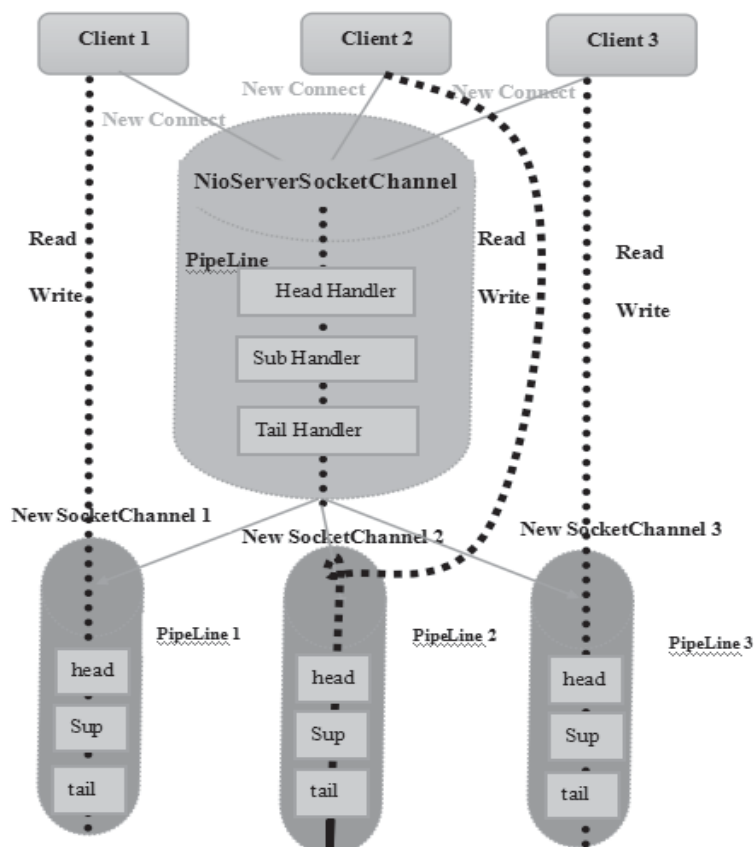 Client 1
Client 2
Client 3
New Connect
New Connect
New Connect
NioServerSocketChannel
Read
Write
PipeLine
Read
Write
Read
Write
Head Handler
Sub Handler
Tail Handler
New SocketChannel 1
New SocketChannel 2
New SocketChannel 3
PipeLine 1
PipeLine 2
PipeLine 3
head
Sup
tail
head
Sup
tail
head
Sup
tail